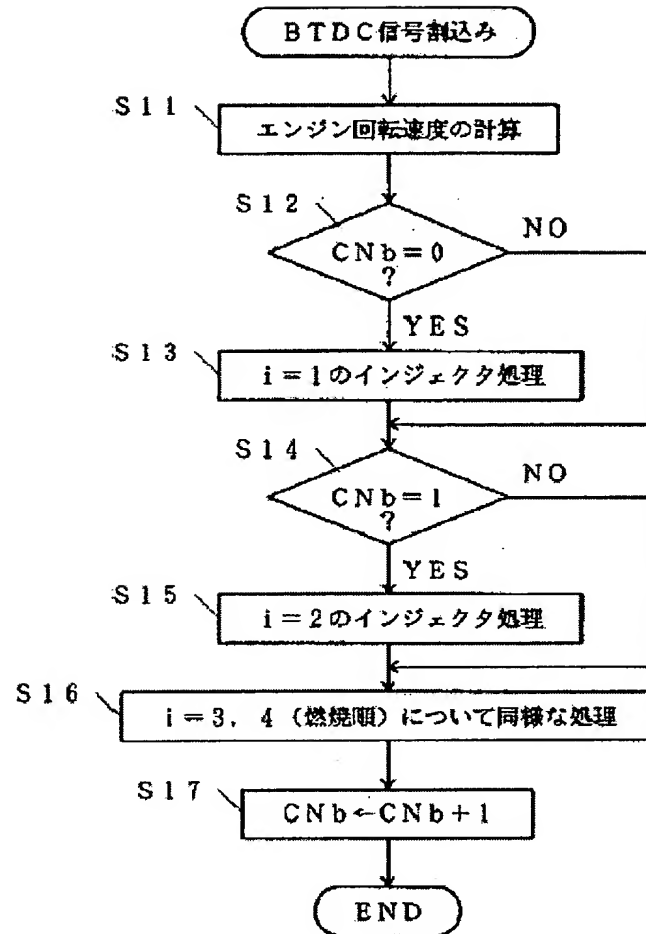 BTDC信号割込み
S11
エンジン回転速度の計算
S12
CNb=0
?
NO
YES
S13
i=1のインジェクタ処理
S14
CNb=1
?
NO
YES
S15
i=2のインジェクタ処理
S16
i=3, 4(燃焼順)について同様な処理
S17
CNb←CNb+1
END